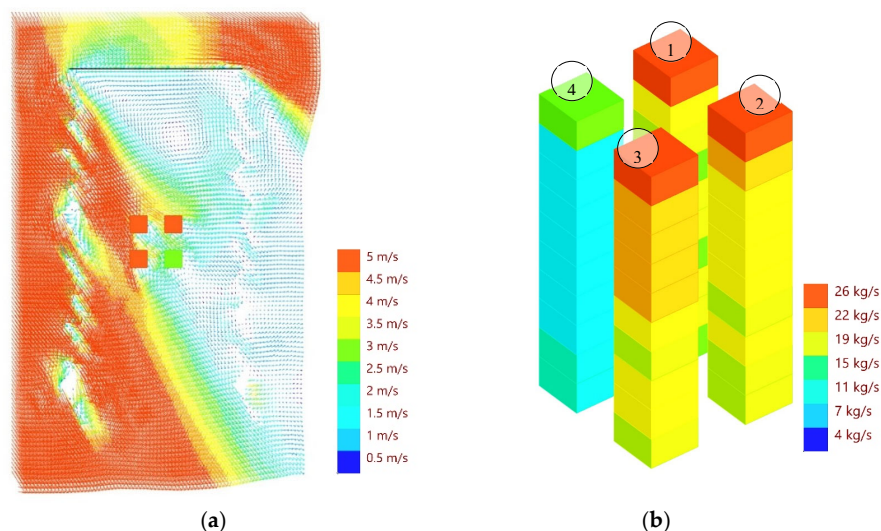 1
4
2
3
5 m/s
4.5 m/s
4 m/s
3.5 m/s
3 m/s
2.5 m/s
2 m/s
1.5 m/s
1 m/s
0.5 m/s
26 kg/s
22 kg/s
19 kg/s
15 kg/s
11 kg/s
7 kg/s
4 kg/s
(a)
(b)